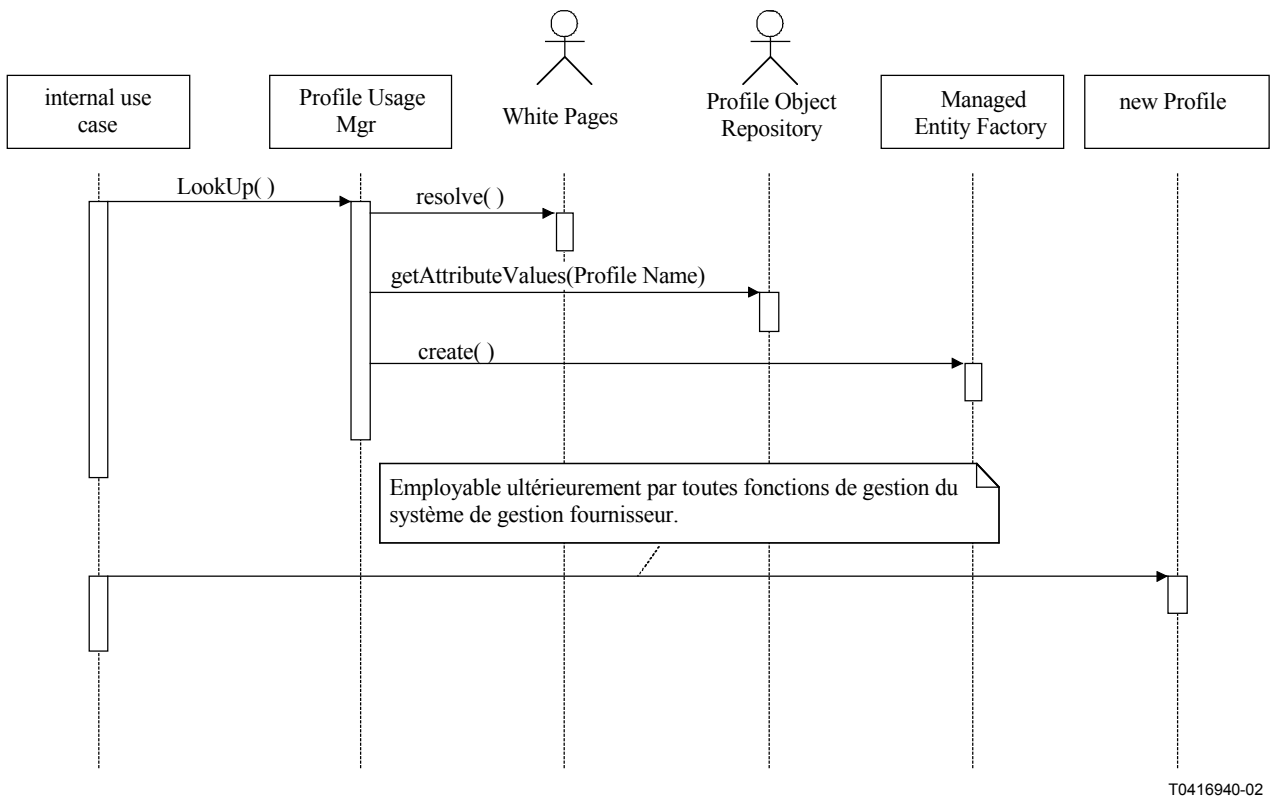 internal use
case
Profile Usage
Mgr
White Pages
Profile Object
Repository
Managed
Entity Factory
new Profile
LookUp( )
resolve( )
getAttributeValues(Profile Name)
create( )
Employable ultérieurement par toutes fonctions de gestion du
système de gestion fournisseur.
T0416940-02